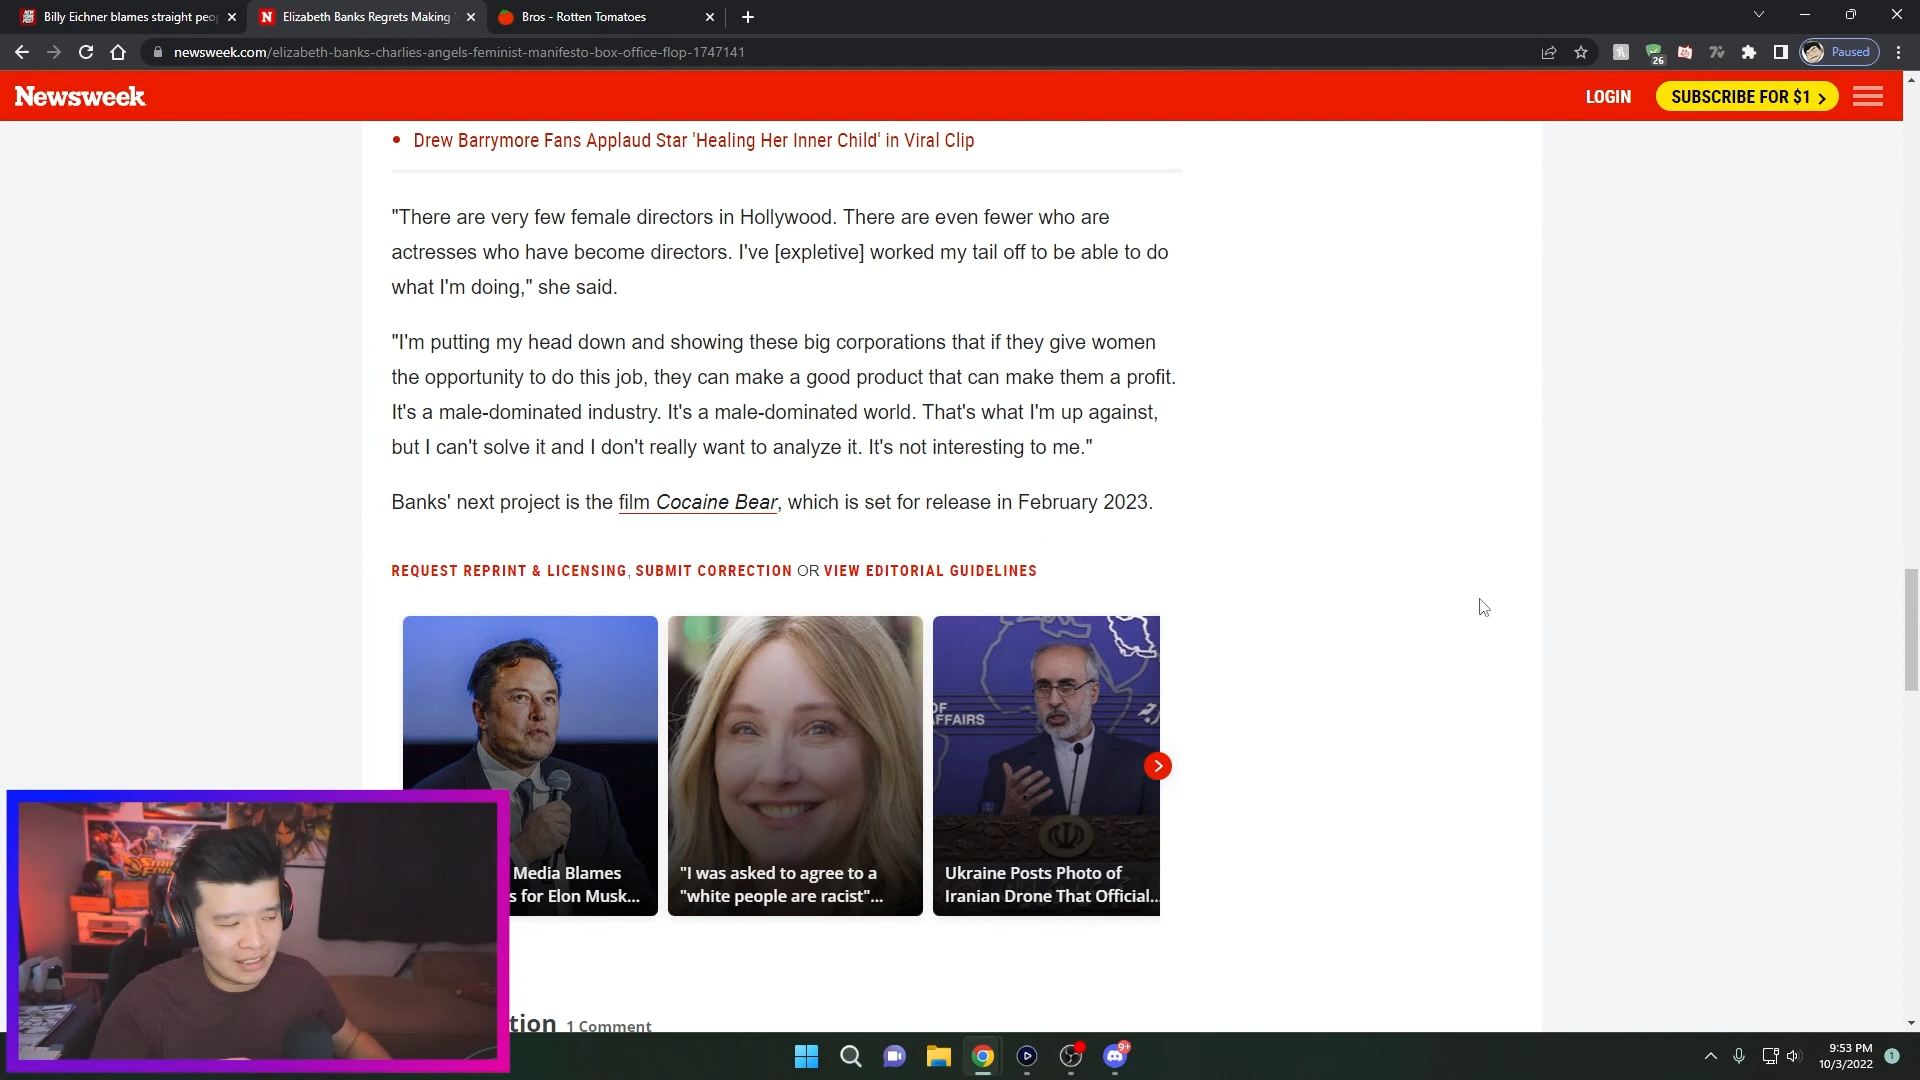 Billy Eichner blames straight peo
Elizabeth Banks Regrets Making
Bros - Rotten Tomatoes
newsweek.com/elizabeth-banks-charlies-angels-feminist-manifesto-box-office-flop-1747141
26
Paused
Newsweek
LOGIN
SUBSCRIBE FOR $1
Drew Barrymore Fans Applaud Star 'Healing Her Inner Child' in Viral Clip
"There are very few female directors in Hollywood. There are even fewer who are
actresses who have become directors. I've [expletive] worked my tail off to be able to do
what I'm doing," she said.
"I'm putting my head down and showing these big corporations that if they give women
the opportunity to do this job, they can make a good product that can make them a profit.
It's a male-dominated industry. It's a male-dominated world. That's what I'm up against,
but I can't solve it and I don't really want to analyze it. It's not interesting to me."
Banks' next project is the film Cocaine Bear, which is set for release in February 2023.
REQUEST REPRINT & LICENSING, SUBMIT CORRECTION OR VIEW EDITORIAL GUIDELINES
OF
FFAIRS
Media Blames
s for Elon Musk...
"I was asked to agree to a
"white people are racist"...
Ukraine Posts Photo of
Iranian Drone That Official...
tion 1 Comment
9+
9:53 PM
10/3/2022
1